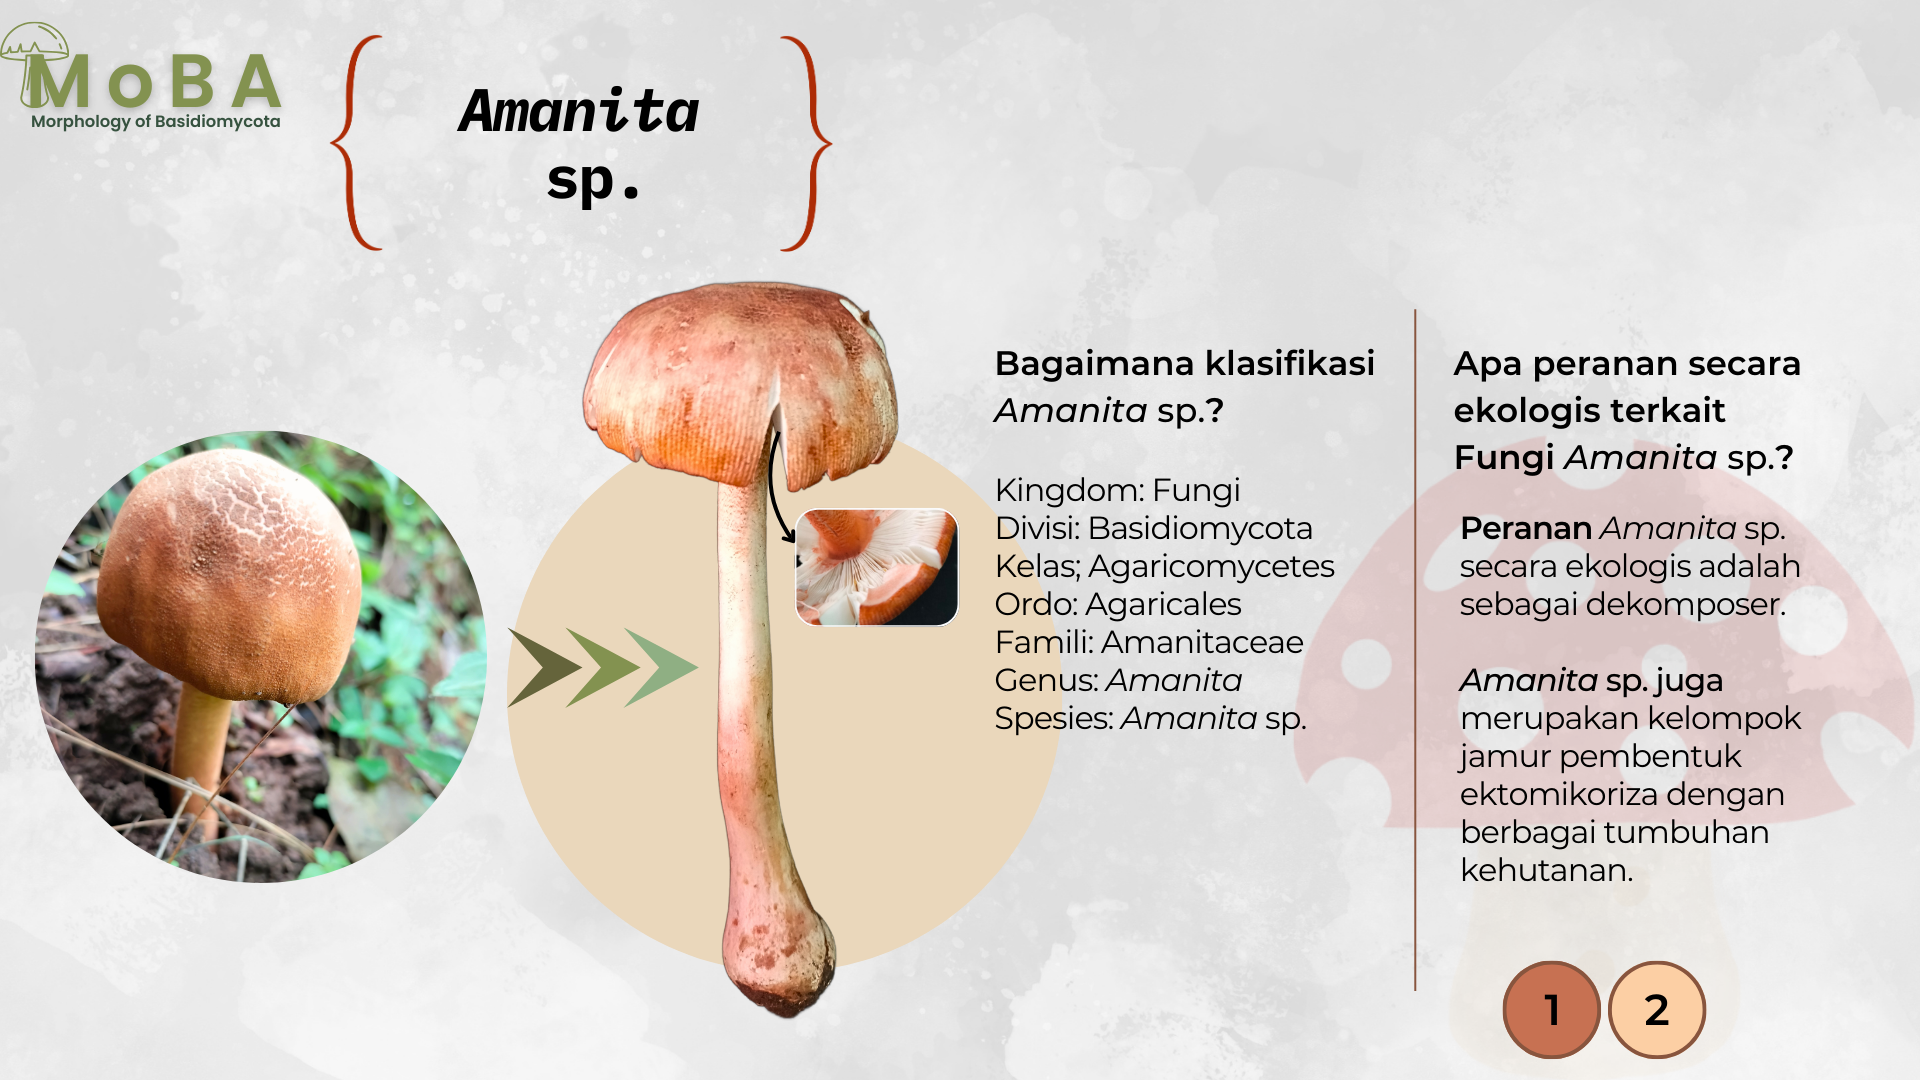 MoBA
Morphology of Basidiomycota
Amanita
sp.
Bagaimana klasifikasi
Amanita sp.?
Kingdom: Fungi
Divisi: Basidiomycota
Kelas; Agaricomycetes
Ordo: Agaricales
Famili: Amanitaceae
Genus: Amanita
Spesies: Amanita sp.
Apa peranan secara
ekologis terkait
Fungi Amanita sp.?
Peranan Amanita sp.
secara ekologis adalah
sebagai dekomposer.
Amanita sp. juga
merupakan kelompok
jamur pembentuk
ektomikoriza dengan
berbagai tumbuhan
kehutanan.
1 2